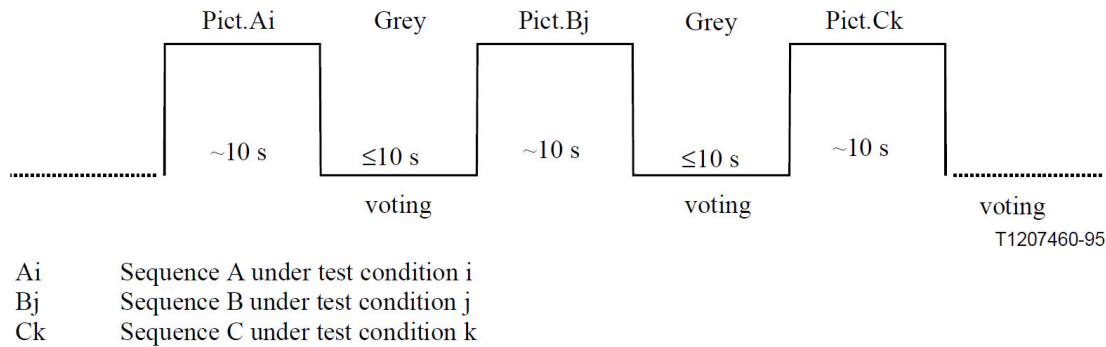 Pict.Ai Grey Pict.Bj Grey Pict.Ck
~10 s ≤10 s ~10 s ≤10 s ~10 s
voting voting voting
T1207460-95
Ai Sequence A under test condition i
Bj Sequence B under test condition j
Ck Sequence C under test condition k